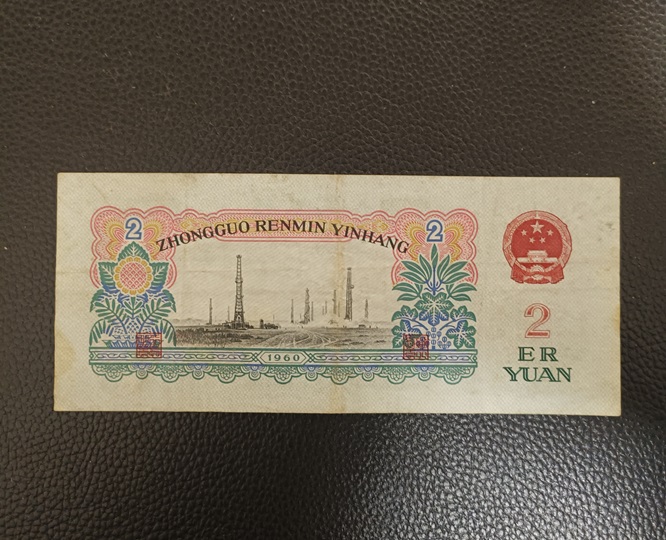 2 ZHONGGUO RENMIN YINHANG 2
1960
2
ER
YUAN